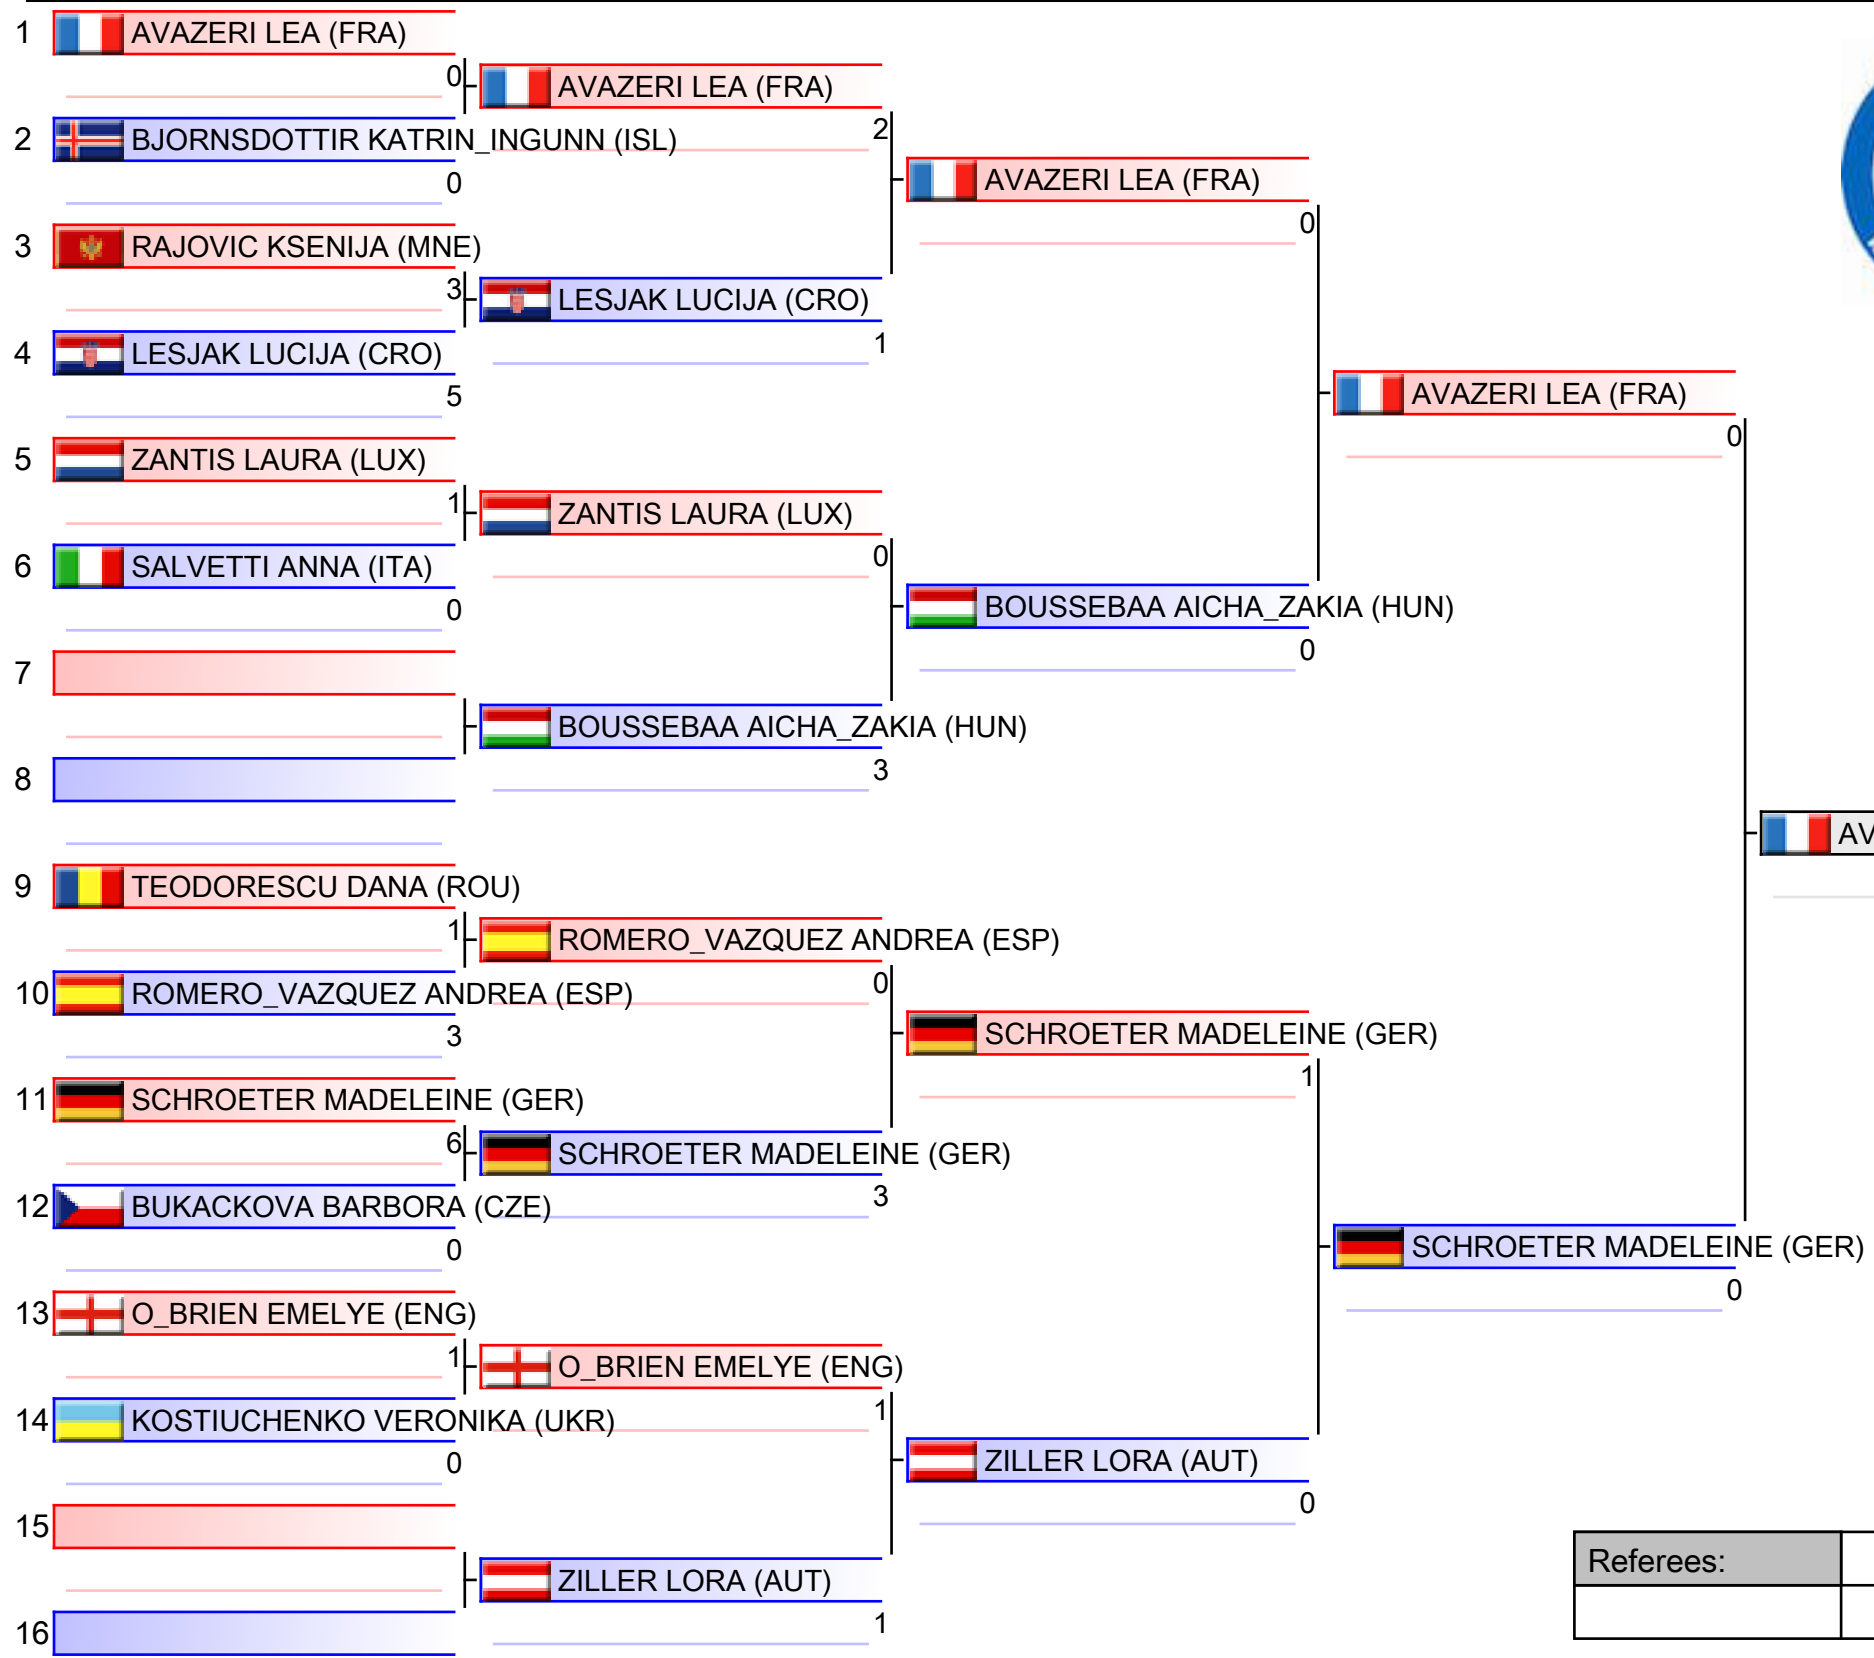 1 AVAZERI LEA (FRA)
0
AVAZERI LEA (FRA)
2 BJORNSDOTTIR KATRIN_INGUNN (ISL)
2
0
AVAZERI LEA (FRA)
0
3 RAJOVIC KSENIJA (MNE)
3
LESJAK LUCIJA (CRO)
1
4 LESJAK LUCIJA (CRO)
5
AVAZERI LEA (FRA)
0
5 ZANTIS LAURA (LUX)
1
ZANTIS LAURA (LUX)
0
6 SALVETTI ANNA (ITA)
0
BOUSSEBAA AICHA_ZAKIA (HUN)
0
7
BOUSSEBAA AICHA_ZAKIA (HUN)
3
8
AV
9 TEODORESCU DANA (ROU)
1
ROMERO_VAZQUEZ ANDREA (ESP)
0
10 ROMERO_VAZQUEZ ANDREA (ESP)
3
SCHROETER MADELEINE (GER)
1
11 SCHROETER MADELEINE (GER)
6
SCHROETER MADELEINE (GER)
3
12 BUKACKOVA BARBORA (CZE)
0
SCHROETER MADELEINE (GER)
0
13 O_BRIEN EMELYE (ENG)
1
O_BRIEN EMELYE (ENG)
1
14 KOSTIUCHENKO VERONIKA (UKR)
0
ZILLER LORA (AUT)
0
15
ZILLER LORA (AUT)
1
16
Referees: